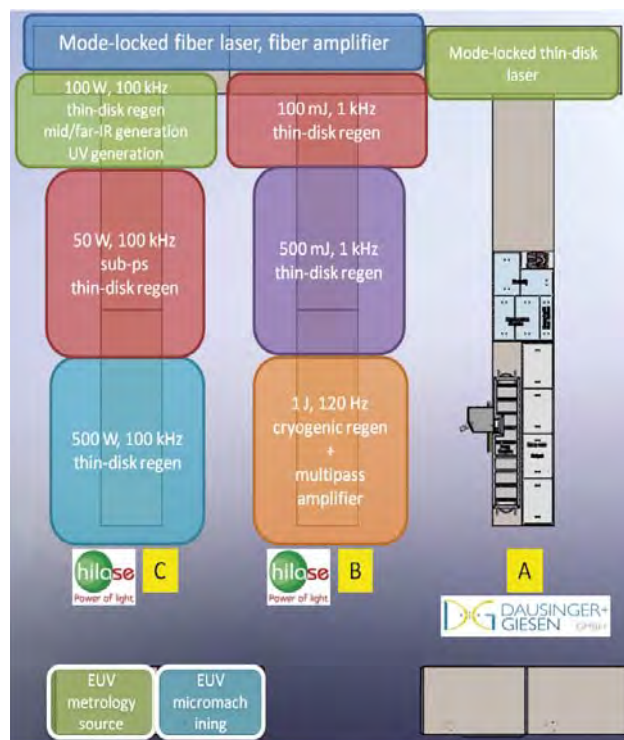 Mode-locked fiber laser, fiber amplifier
Mode-locked thin-disk
laser
100 W, 100 kHz
thin-disk regen
mid/far-IR generation
UV generation
100 mJ, 1 kHz
thin-disk regen
50 W, 100 kHz
sub-ps
thin-disk regen
500 mJ, 1 kHz
thin-disk regen
500 W, 100 kHz
thin-disk regen
1 J, 120 Hz
cryogenic regen
+
multipass
amplifier
hilase
Power of light.
C
hilase
Power of light.
B
A
DAUSINGER+
GIESEN
GMBH
EUV
metrology
source
EUV
micromach
ining